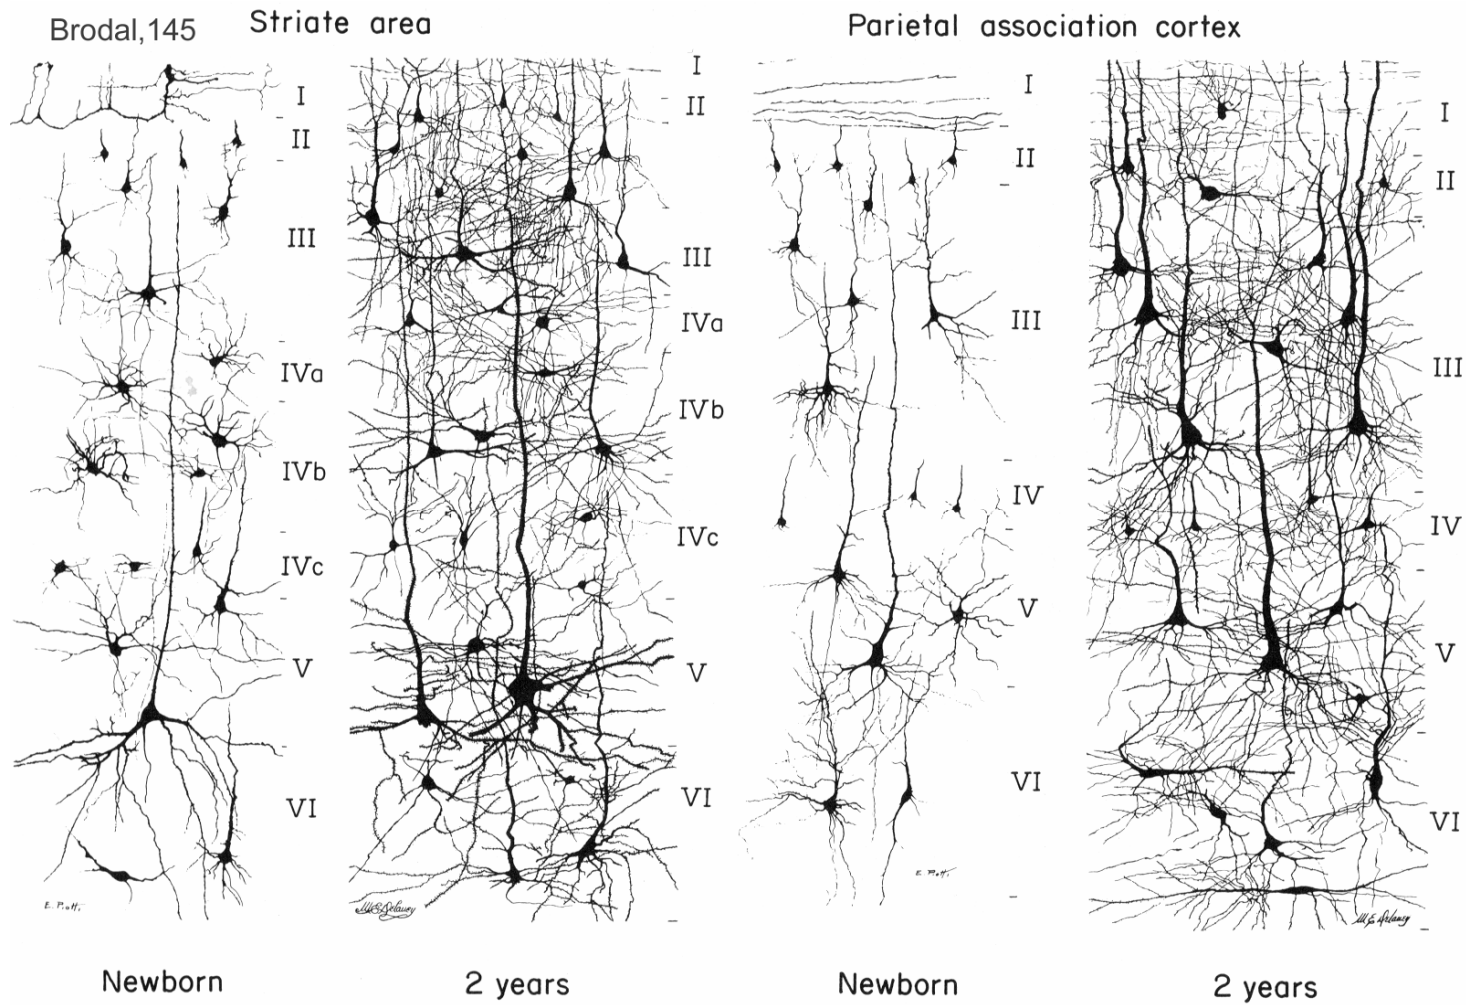 Brodal,145
Striate area
Parietal association cortex
I
II
III
IVa
IVb
IVc
V
VI
I
II
III
IVa
IVb
IVc
V
VI
I
II
III
IV
V
VI
I
II
III
IV
V
VI
Newborn
2 years
Newborn
2 years